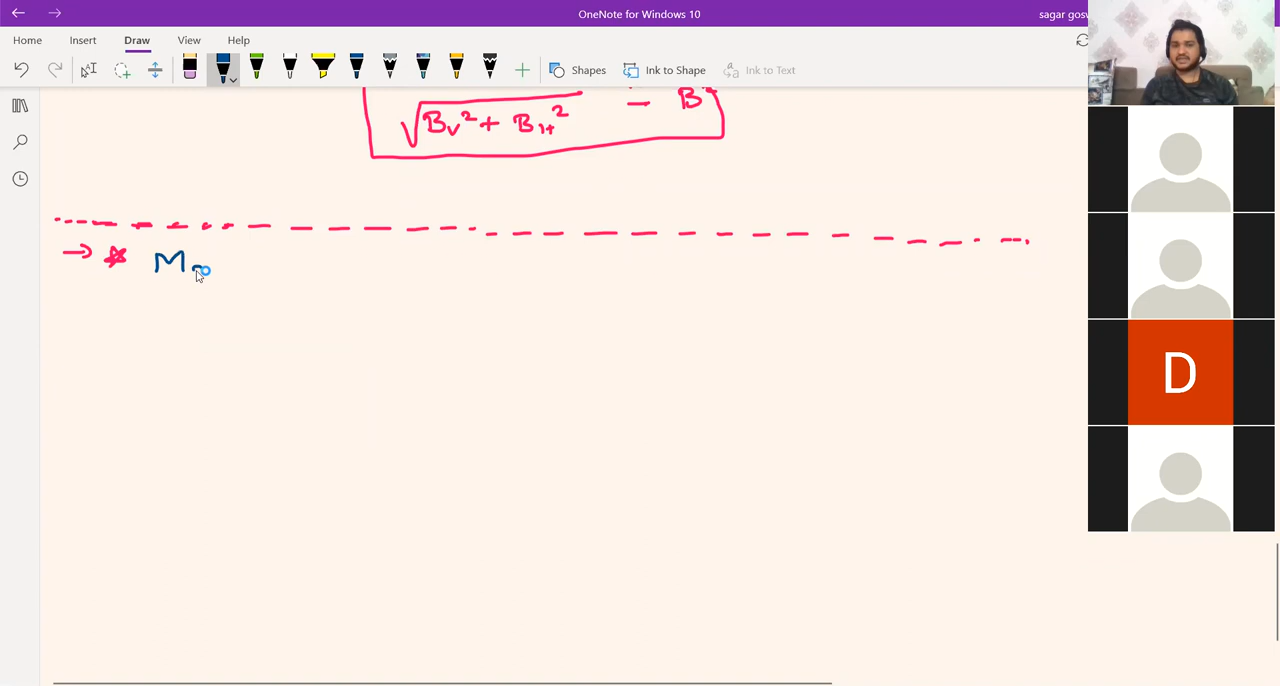 OneNote for Windows 10
sagar gosw
Home Insert Draw View Help
Shapes Ink to Shape Ink to Text
√Bv² + BH² - B
→ ☆ M
D